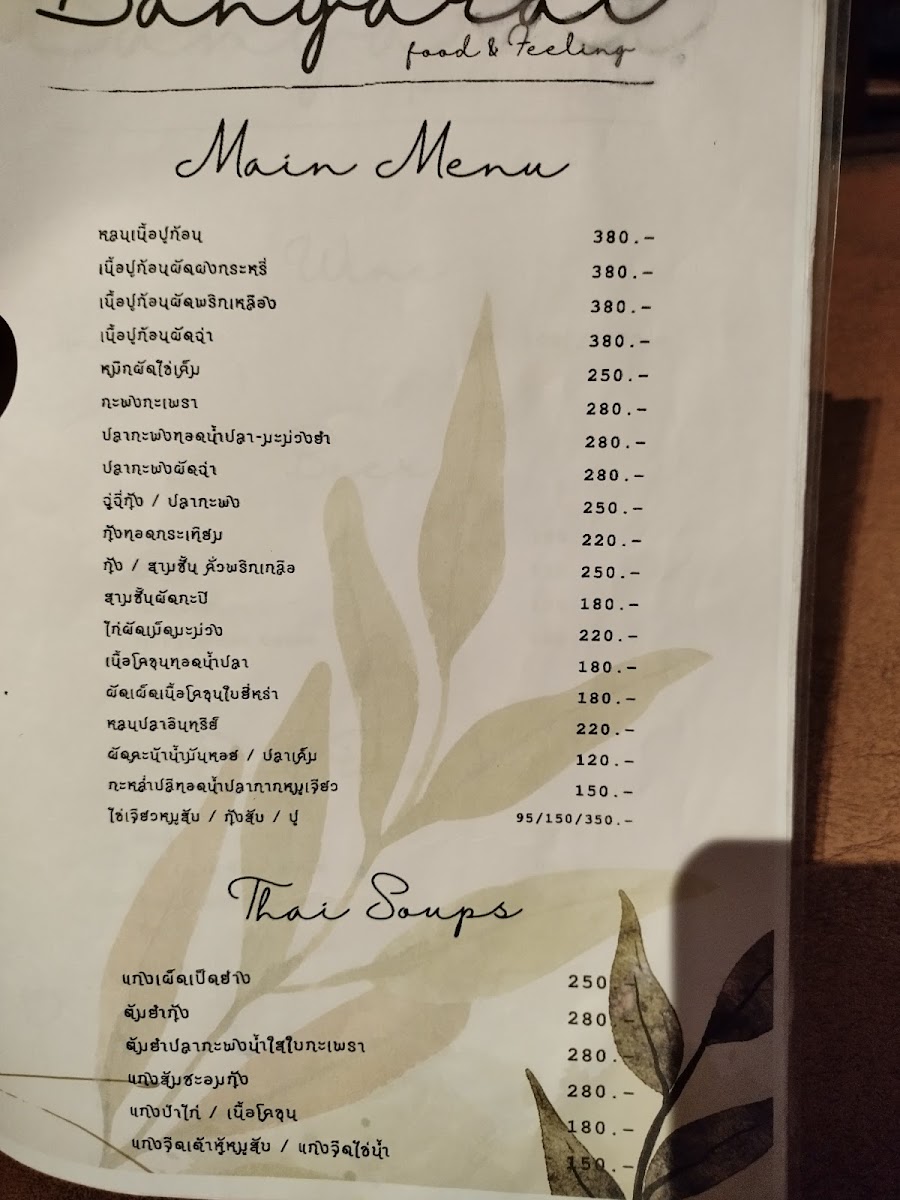 food & Feeling
Main Menu
หลนเนื้อปูก้อน 380.-
เนื้อปูก้อนผัดผงกระหรี่ 380.-
เนื้อปูก้อนผัดพริกเหลือง 380.-
เนื้อปูก้อนผัดฉ่า 380.-
หมึกผัดไข่เค็ม 250.-
กะพงกะเพรา 280.-
ปลากะพงทอดน้ำปลา-มะม่วงยำ 280.-
ปลากะพงผัดฉ่า 280.-
ฉู่ฉี่กุ้ง / ปลากะพง 250.-
กุ้งทอดกระเทียม 220.-
กุ้ง / สามชั้น คั่วพริกเกลือ 250.-
สามชั้นผัดกะปิ 180.-
ไก่ผัดเม็ดมะม่วง 220.-
เนื้อโคขุนทอดน้ำปลา 180.-
ผัดเผ็ดเนื้อโคขุนใบยี่หร่า 180.-
หลนปลาอินทรีย์ 220.-
ผัดคะน้าน้ำมันหอย / ปลาเค็ม 120.-
กะหล่ำปลีทอดน้ำปลากากหมูเจียว 150.-
ไข่เจียวหมูสับ / กุ้งสับ / ปู 95/150/350.-
Thai Soups
แกงเผ็ดเป็ดย่าง 250.-
ต้มยำกุ้ง 280.-
ต้มยำปลากะพงน้ำใสใบกะเพรา 280.-
แกงส้มชะอมกุ้ง 280.-
แกงป่าไก่ / เนื้อโคขุน 180.-
แกงจืดเต้าหู้หมูสับ / แกงจืดไข่น้ำ 150.-